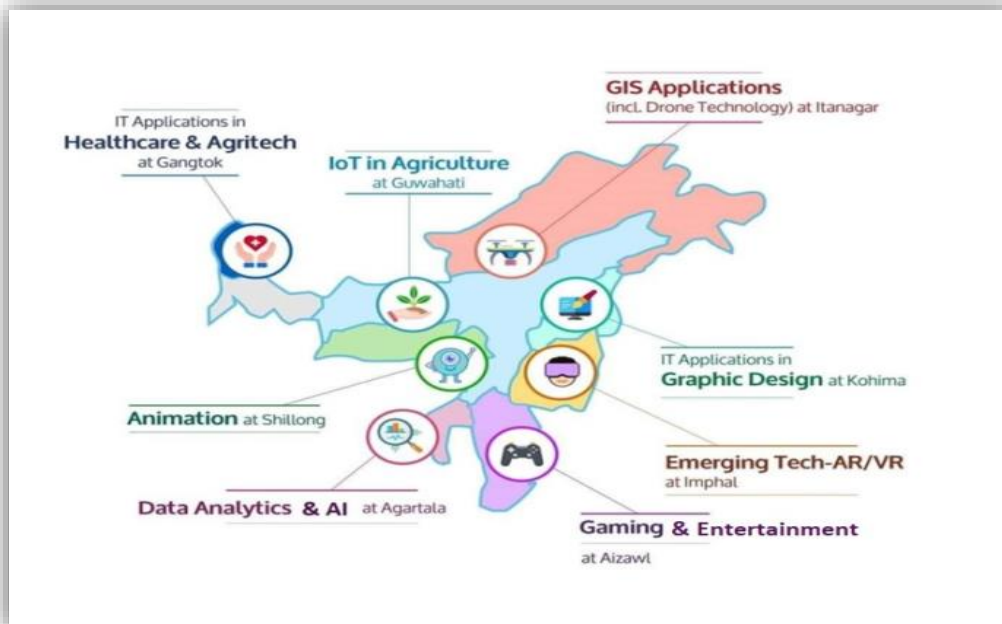 GIS Applications
(incl. Drone Technology) at Itanagar
IT Applications in
Healthcare & Agritech
at Gangtok
IoT in Agriculture
at Guwahati
IT Applications in
Graphic Design at Kohima
Animation at Shillong
Emerging Tech-AR/VR
at Imphal
Data Analytics & AI at Agartala
Gaming & Entertainment
at Aizawl